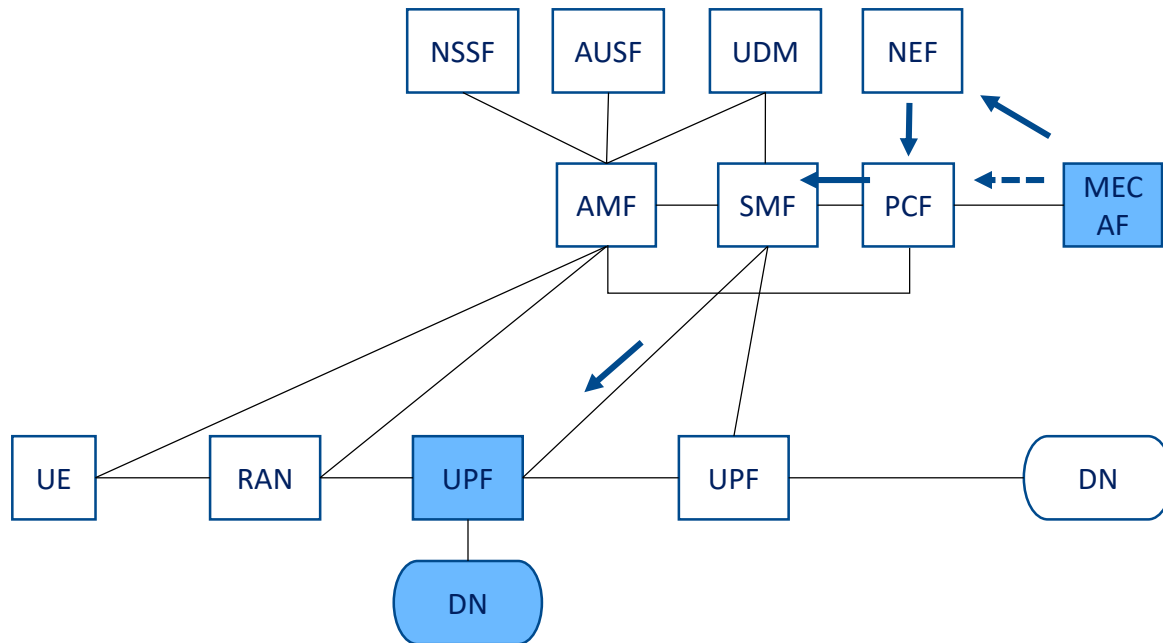 NSSF
AUSF
UDM
NEF
AMF
SMF
PCF
MEC
AF
UE
RAN
UPF
UPF
DN
DN